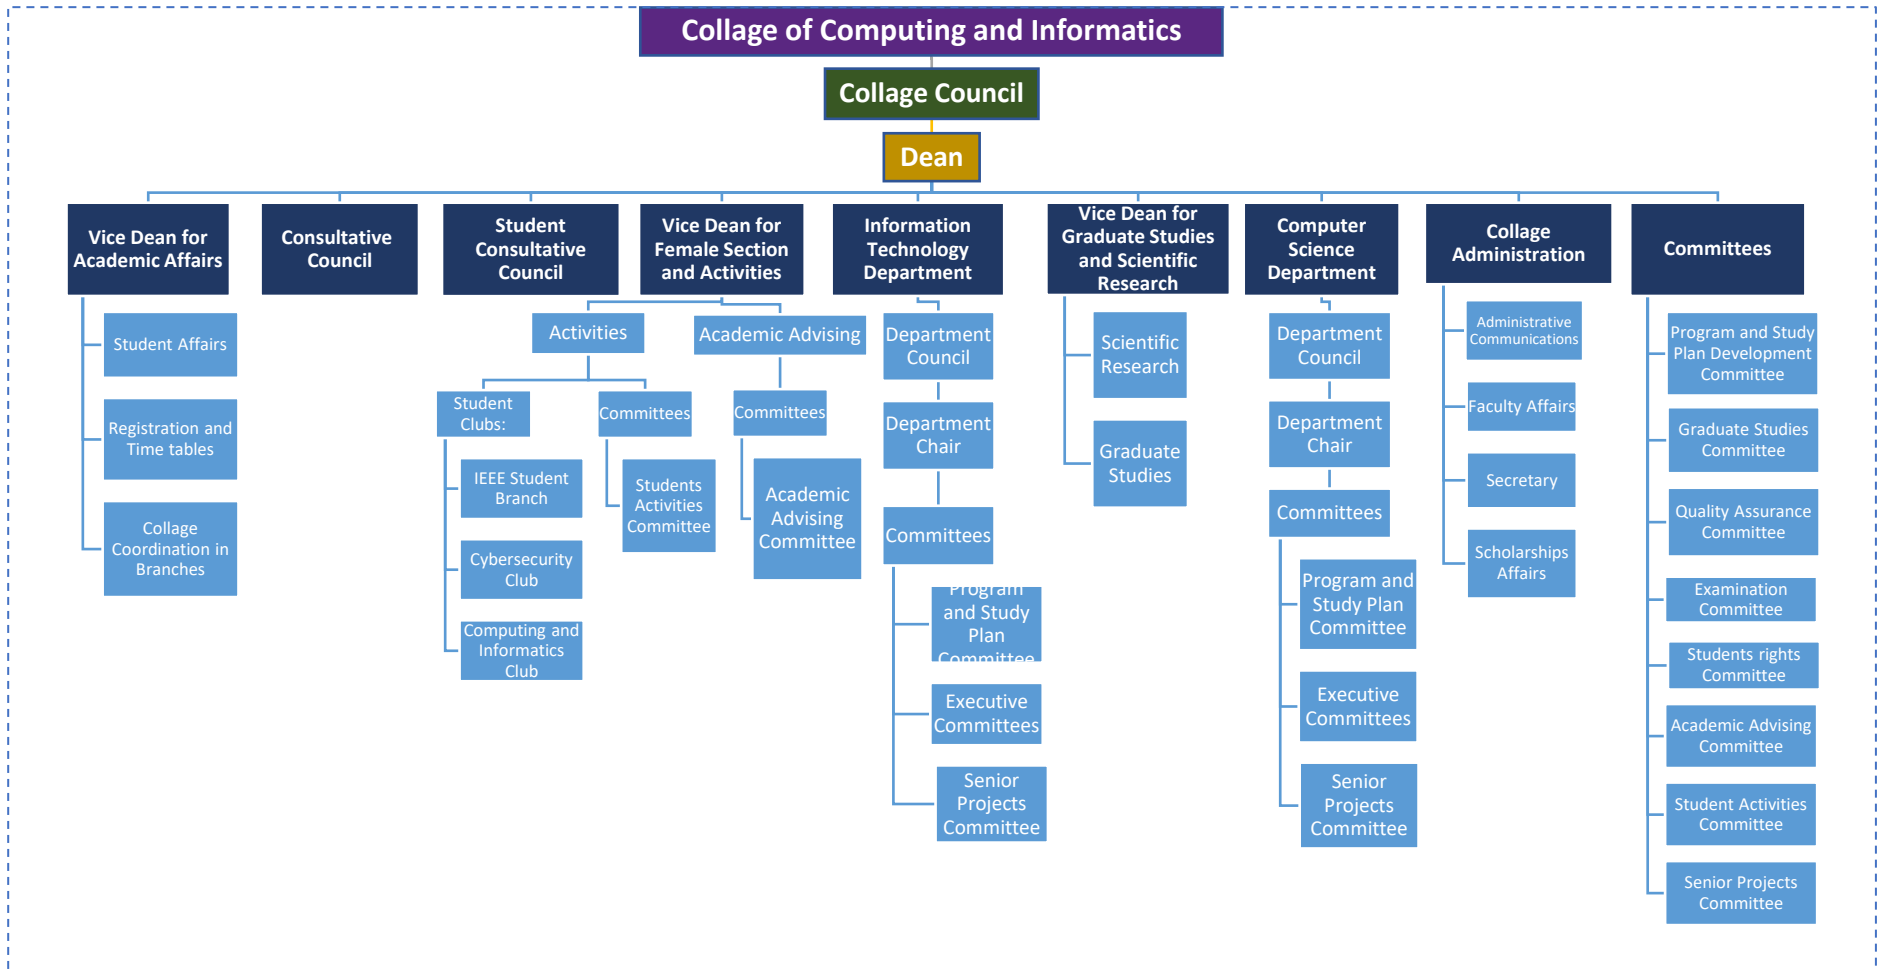 Collage of Computing and Informatics
Collage Council
Dean
Vice Dean for
Academic Affairs
Consultative
Council
Student
Consultative
Council
Vice Dean for
Female Section
and Activities
Information
Technology
Department
Vice Dean for
Graduate Studies
and Scientific
Research
Computer
Science
Department
Collage
Administration
Committees
Student Affairs
Registration and
Time tables
Collage
Coordination in
Branches
Activities
Student
Clubs:
IEEE Student
Branch
Cybersecurity
Club
Computing and
Informatics
Club
Committees
Students
Activities
Committee
Academic Advising
Committees
Academic
Advising
Committee
Department
Council
Department
Chair
Committees
Program
and Study
Plan
Committee
Executive
Committees
Senior
Projects
Committee
Scientific
Research
Graduate
Studies
Department
Council
Department
Chair
Committees
Program and
Study Plan
Committee
Executive
Committees
Senior
Projects
Committee
Administrative
Communications
Faculty Affairs
Secretary
Scholarships
Affairs
Program and Study
Plan Development
Committee
Graduate Studies
Committee
Quality Assurance
Committee
Examination
Committee
Students rights
Committee
Academic Advising
Committee
Student Activities
Committee
Senior Projects
Committee